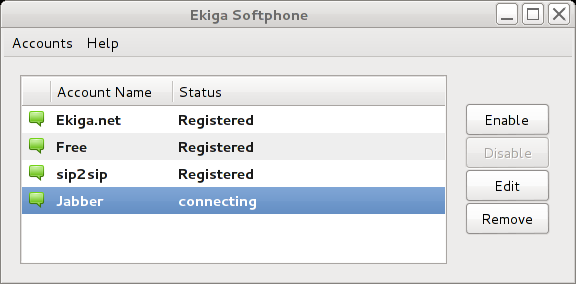 Ekiga Softphone
Accounts Help
Account Name Status
Ekiga.net Registered
Free Registered
sip2sip Registered
Jabber connecting
Enable
Disable
Edit
Remove